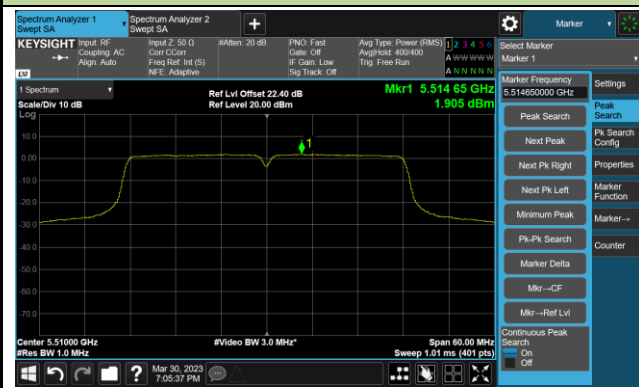 Spectrum Analyzer 1
Swept SA
Spectrum Analyzer 2
Swept SA
+
Marker
KEYSIGHT
Input: RF
Coupling: AC
Align: Auto
Input Z: 50 Ω
Corr CCorr
Freq Ref: Int (S)
NFE: Adaptive
#Atten: 20 dB
PNO: Fast
Gate: Off
IF Gain: Low
Sig Track: Off
Avg Type: Power (RMS)
Avg|Hold: 400/400
Trig: Free Run
1 2 3 4 5 6
A W W W W W
A N N N N N
LXI
Select Marker
Marker 1
1 Spectrum
Scale/Div 10 dB
Log
Ref Lvl Offset 22.40 dB
Ref Level 20.00 dBm
Mkr1 5.514 65 GHz
1.905 dBm
1
10.0
0.00
-10.0
-20.0
-30.0
-40.0
-50.0
-60.0
-70.0
Center 5.51000 GHz
#Res BW 1.0 MHz
#Video BW 3.0 MHz*
Span 60.00 MHz
Sweep 1.01 ms (401 pts)
Marker Frequency
5.514650000 GHz
Peak Search
Next Peak
Next Pk Right
Next Pk Left
Minimum Peak
Pk-Pk Search
Marker Delta
Mkr→CF
Mkr→Ref Lvl
Continuous Peak
Search
On
Off
Settings
Peak
Search
Pk Search
Config
Properties
Marker
Function
Marker→
Counter
?
Mar 30, 2023
7:05:37 PM